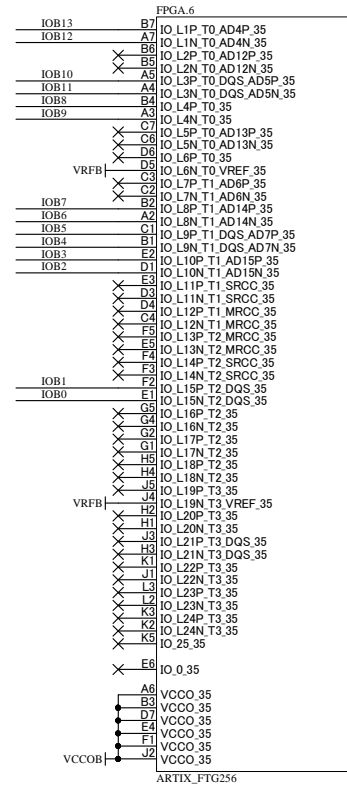 FPGA.6
IOB13 B7 IO_L1P_T0_AD4P_35
IOB12 A7 IO_L1N_T0_AD4N_35
B6 IO_L2P_T0_AD12P_35
B5 IO_L2N_T0_AD12N_35
IOB10 A5 IO_L3P_T0_DQS_AD5P_35
IOB11 A4 IO_L3N_T0_DQS_AD5N_35
IOB8 B4 IO_L4P_T0_35
IOB9 A3 IO_L4N_T0_35
C7 IO_L5P_T0_AD13P_35
C6 IO_L5N_T0_AD13N_35
D6 IO_L6P_T0_35
VRFB D5 IO_L6N_T0_VREF_35
C3 IO_L7P_T1_AD6P_35
C2 IO_L7N_T1_AD6N_35
IOB7 B2 IO_L8P_T1_AD14P_35
IOB6 A2 IO_L8N_T1_AD14N_35
IOB5 C1 IO_L9P_T1_DQS_AD7P_35
IOB4 B1 IO_L9N_T1_DQS_AD7N_35
IOB3 E2 IO_L10P_T1_AD15P_35
IOB2 D1 IO_L10N_T1_AD15N_35
E3 IO_L11P_T1_SRCC_35
D3 IO_L11N_T1_SRCC_35
D4 IO_L12P_T1_MRCC_35
C4 IO_L12N_T1_MRCC_35
F5 IO_L13P_T2_MRCC_35
E5 IO_L13N_T2_MRCC_35
F4 IO_L14P_T2_SRCC_35
F3 IO_L14N_T2_SRCC_35
IOB1 F2 IO_L15P_T2_DQS_35
IOB0 E1 IO_L15N_T2_DQS_35
G5 IO_L16P_T2_35
G4 IO_L16N_T2_35
G2 IO_L17P_T2_35
G1 IO_L17N_T2_35
H5 IO_L18P_T2_35
H4 IO_L18N_T2_35
J5 IO_L19P_T3_35
VRFB J4 IO_L19N_T3_VREF_35
H2 IO_L20P_T3_35
H1 IO_L20N_T3_35
J3 IO_L21P_T3_DQS_35
H3 IO_L21N_T3_DQS_35
K1 IO_L22P_T3_35
J1 IO_L22N_T3_35
L3 IO_L23P_T3_35
L2 IO_L23N_T3_35
K3 IO_L24P_T3_35
K2 IO_L24N_T3_35
K5 IO_25_35
E6 IO_0_35
A6 VCCO_35
B3 VCCO_35
D7 VCCO_35
E4 VCCO_35
F1 VCCO_35
VCCOB J2 VCCO_35
ARTIX_FTG256